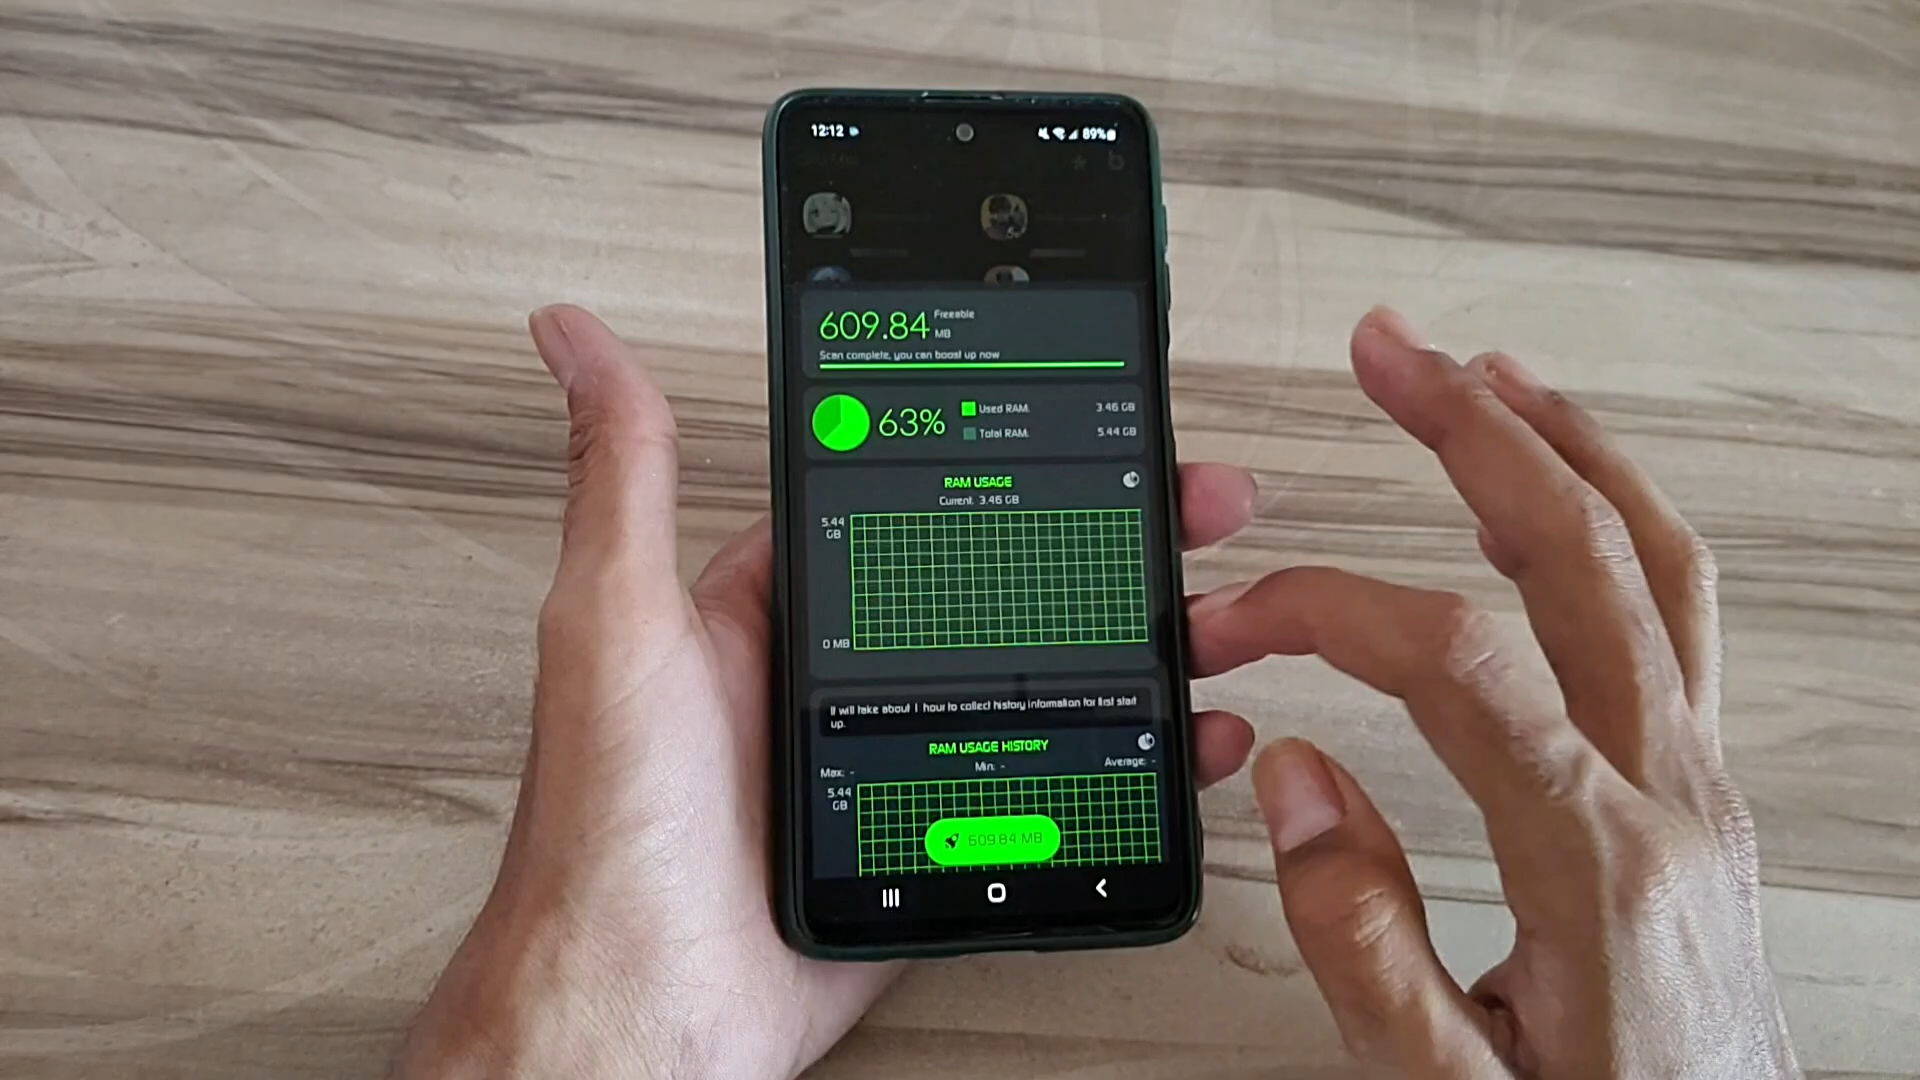 12:12
89%
609.84 Freeable
MB
Scan complete, you can boost up now
63%
Used RAM: 3.46 GB
Total RAM: 5.44 GB
RAM USAGE
Current: 3.46 GB
5.44
GB
0 MB
It will take about 1 hour to collect history information for first start
up.
RAM USAGE HISTORY
Max: -
Min: -
Average: -
5.44
GB
609.84 MB